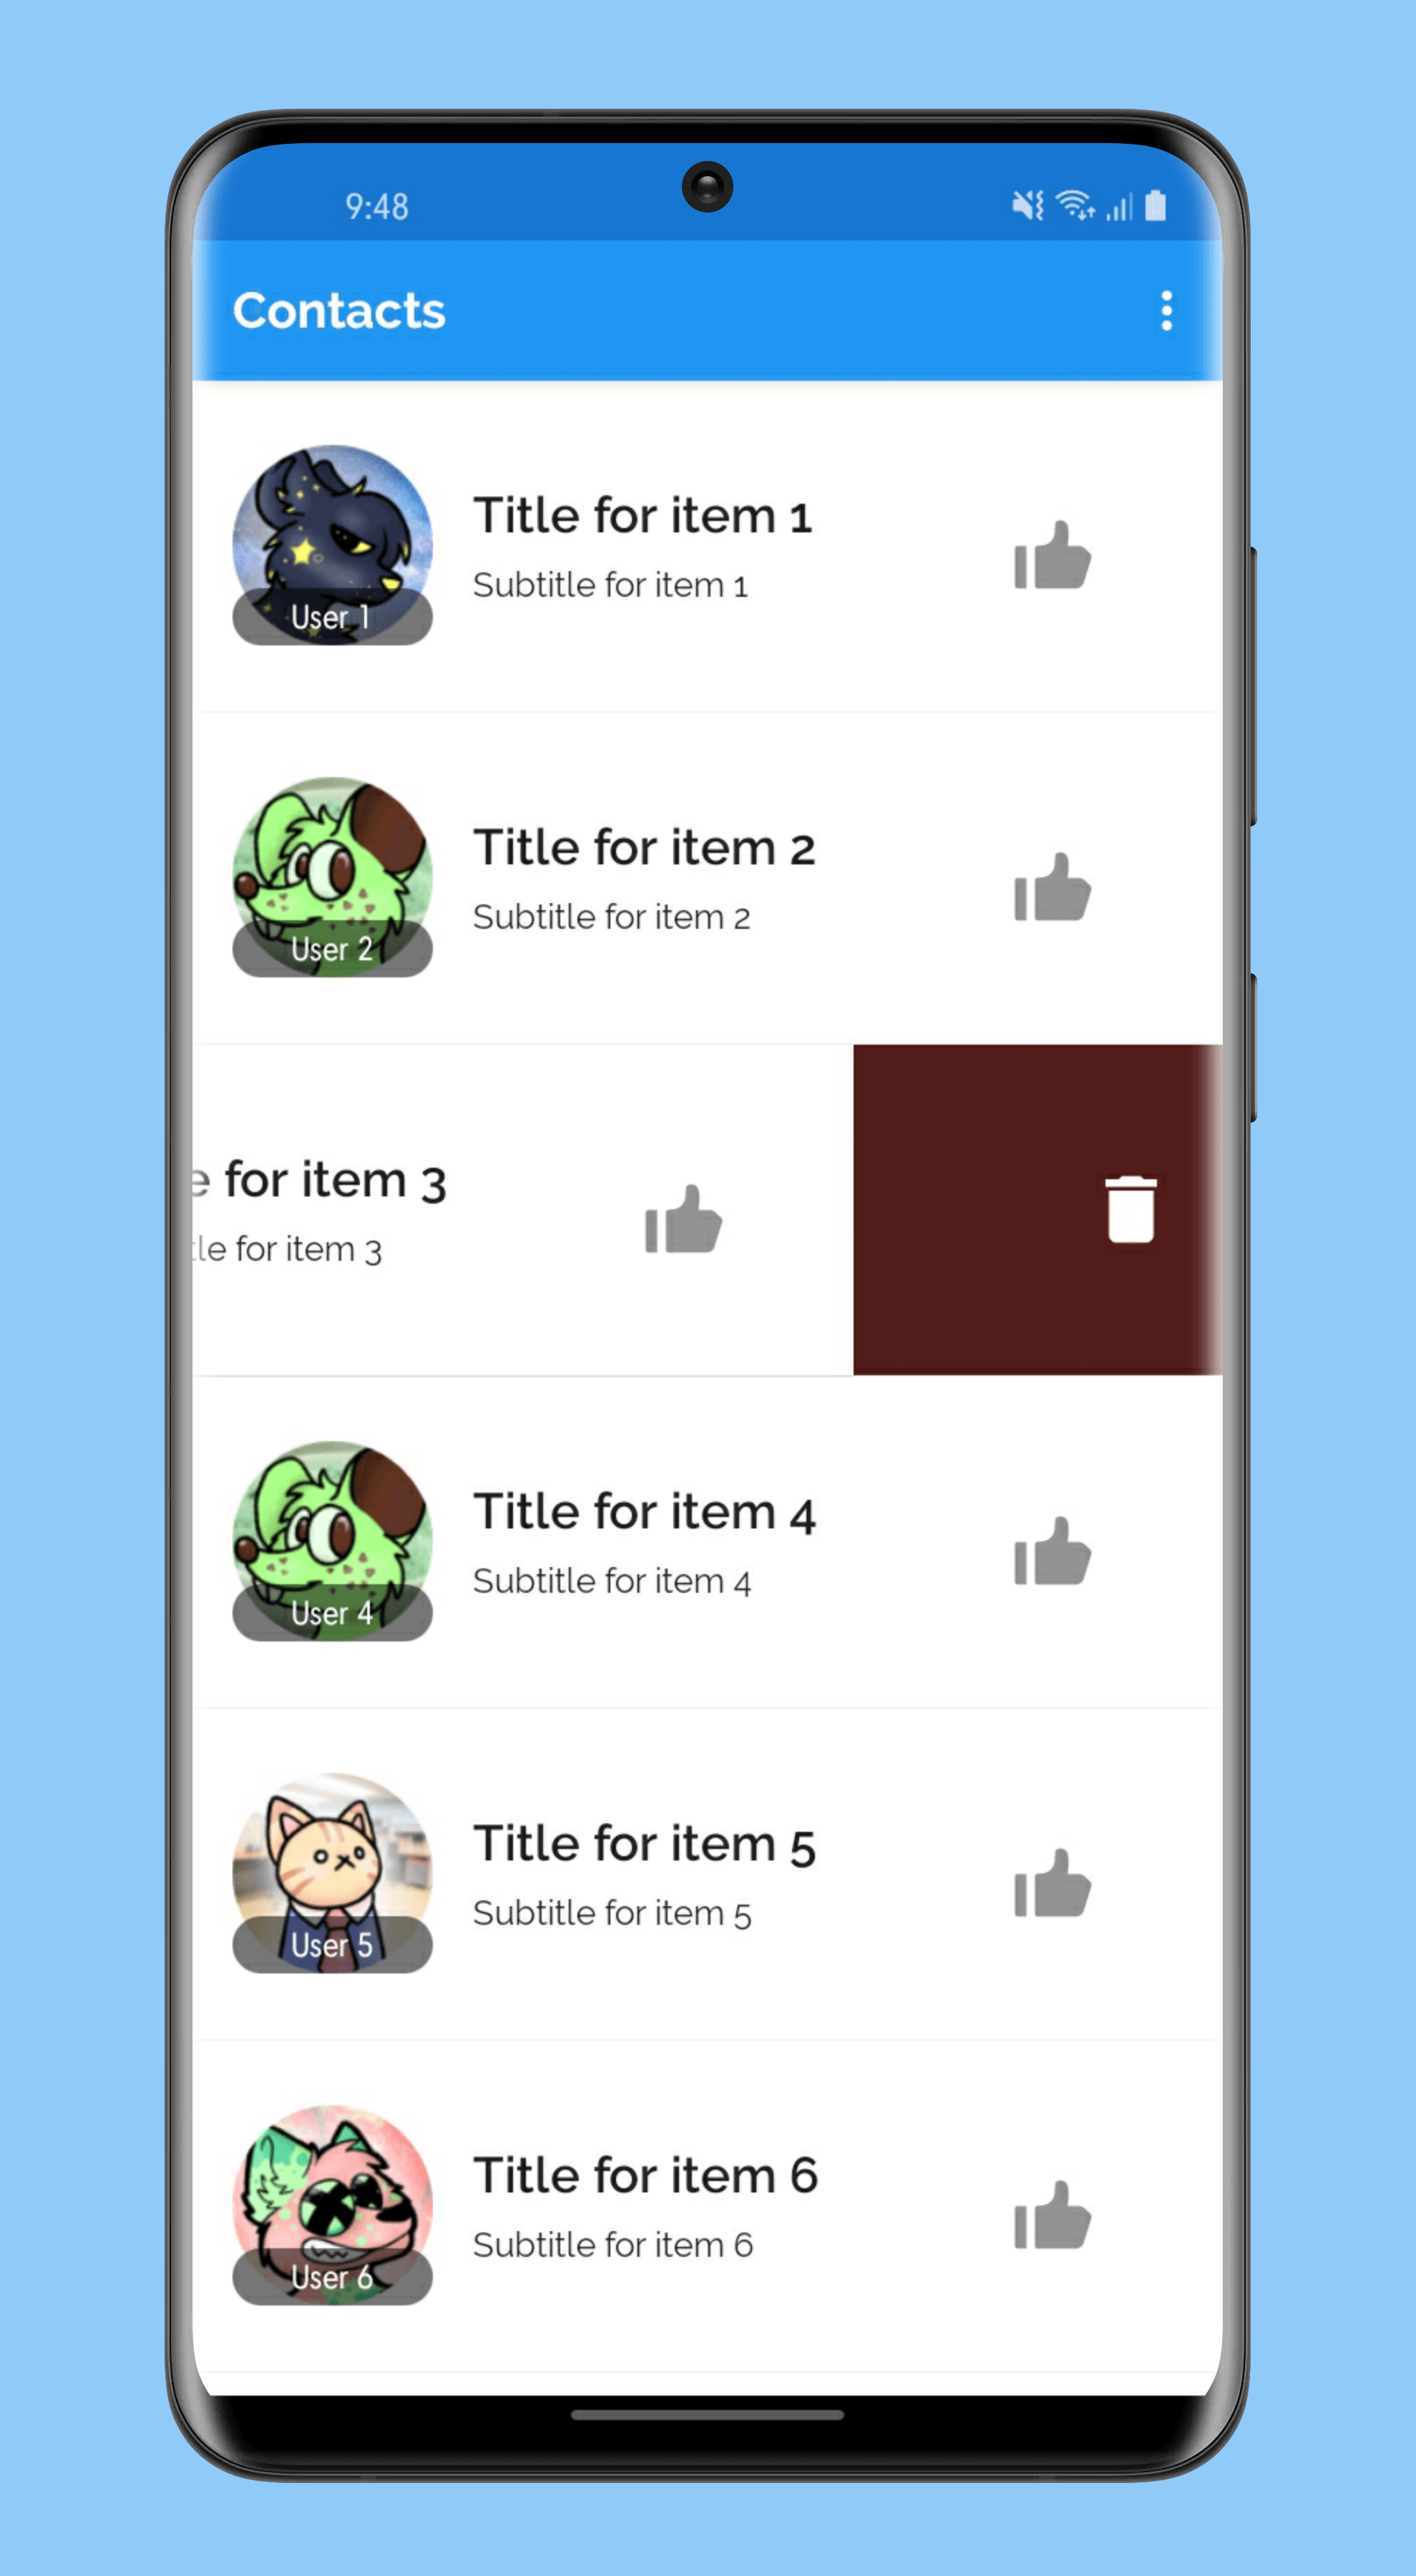 9:48
Contacts
Title for item 1
Subtitle for item 1
User 1
Title for item 2
Subtitle for item 2
User 2
e for item 3
tle for item 3
Title for item 4
Subtitle for item 4
User 4
Title for item 5
Subtitle for item 5
User 5
Title for item 6
Subtitle for item 6
User 6